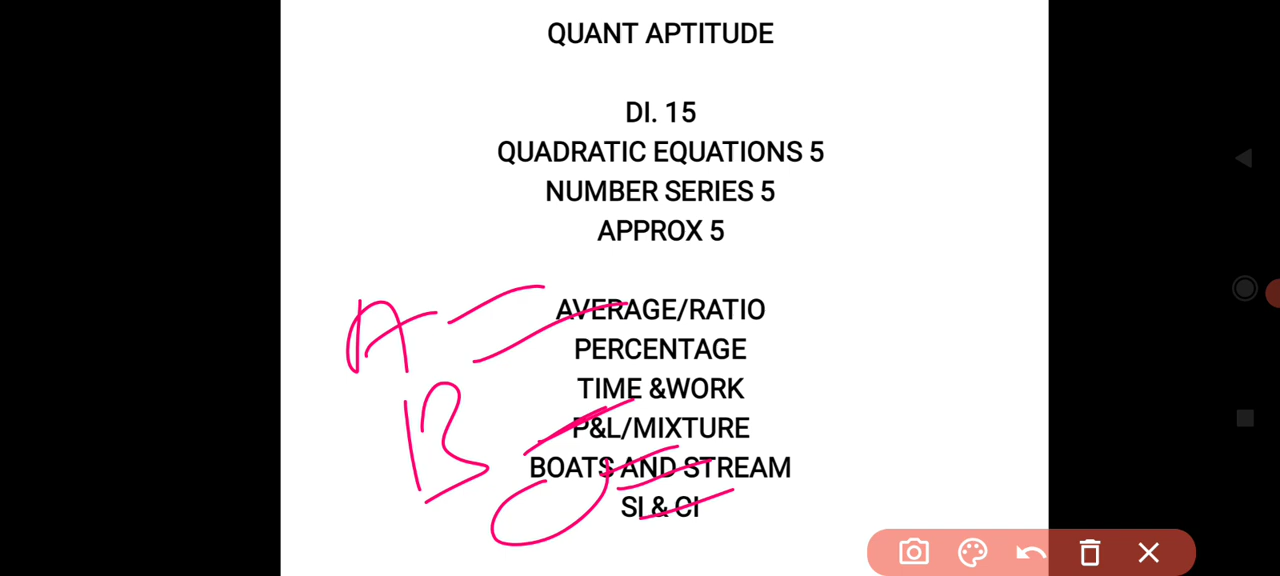 QUANT APTITUDE
DI. 15
QUADRATIC EQUATIONS 5
NUMBER SERIES 5
APPROX 5
AVERAGE/RATIO
PERCENTAGE
TIME &WORK
P&L/MIXTURE
BOATS AND STREAM
SI & CI
A
B